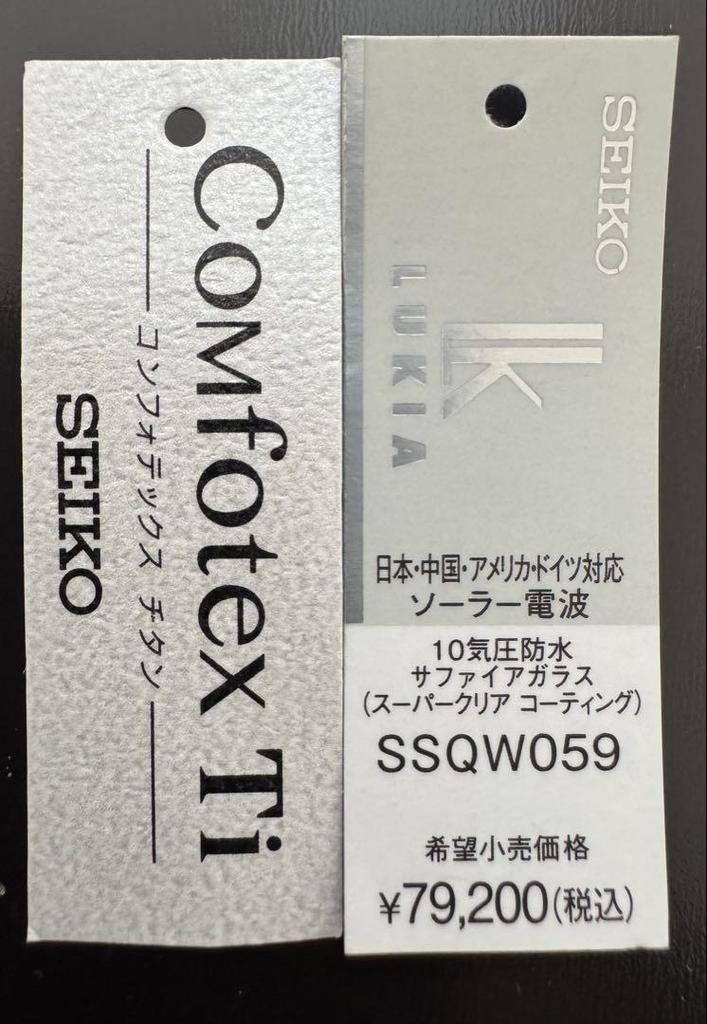 CoMfotex Ti
コンフォテックス チタン
SEIKO
SEIKO
LK
LUKIA
日本・中国・アメリカ・ドイツ対応
ソーラー電波
10気圧防水
サファイアガラス
(スーパークリア コーティング)
SSQW059
希望小売価格
¥79,200(税込)